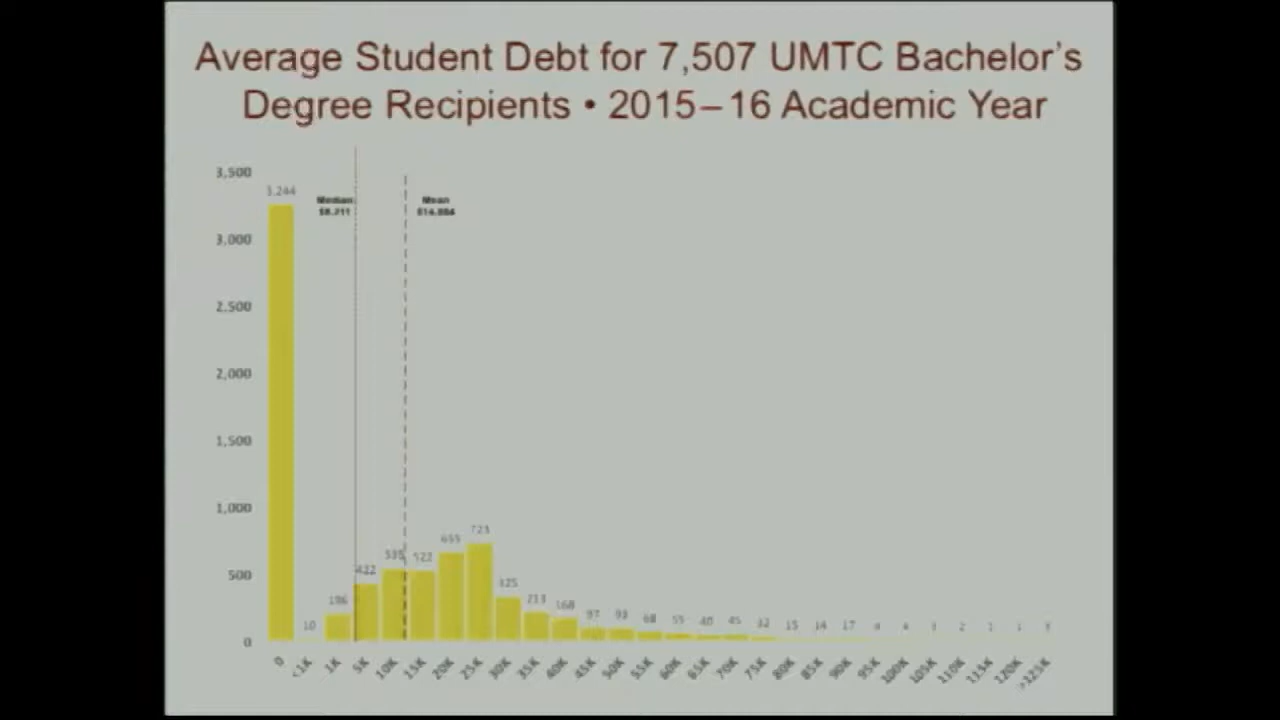 Average Student Debt for 7,507 UMTC Bachelor's
Degree Recipients • 2015–16 Academic Year
3,500
3,000
2,500
2,000
1,500
1,000
500
0
3,244
Median
Mean
10
196
422
535
522
655
723
325
213
168
97
93
68
55
40
45
32
15
14
17
3
2
1
1
3
0
<1K
1K
5K
10K
15K
20K
25K
30K
35K
40K
45K
50K
55K
60K
65K
70K
75K
80K
85K
90K
95K
100K
105K
110K
115K
120K
>125K